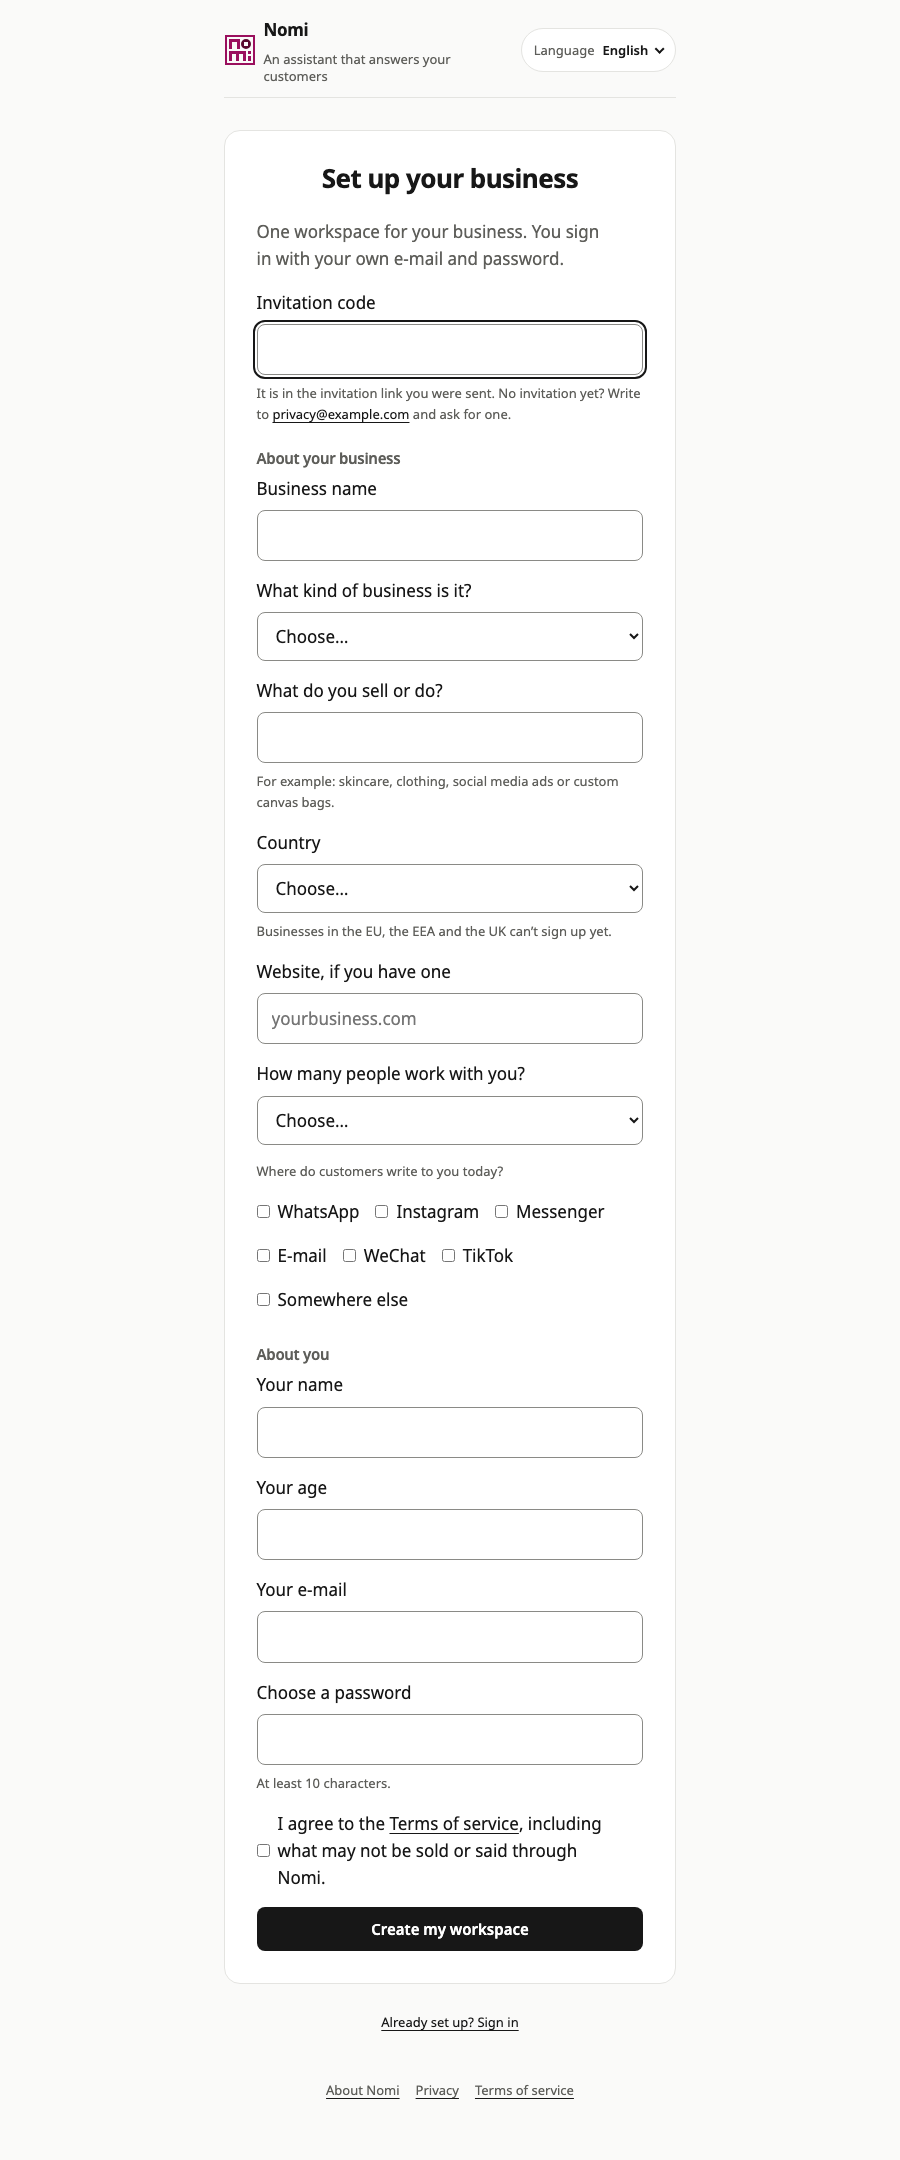 Nomi
An assistant that answers your
customers
Language English
Set up your business
One workspace for your business. You sign
in with your own e-mail and password.
Invitation code
It is in the invitation link you were sent. No invitation yet? Write
to privacy@example.com and ask for one.
About your business
Business name
What kind of business is it?
Choose...
What do you sell or do?
For example: skincare, clothing, social media ads or custom
canvas bags.
Country
Choose...
Businesses in the EU, the EEA and the UK can't sign up yet.
Website, if you have one
yourbusiness.com
How many people work with you?
Choose...
Where do customers write to you today?
WhatsApp Instagram Messenger
E-mail WeChat TikTok
Somewhere else
About you
Your name
Your age
Your e-mail
Choose a password
At least 10 characters.
I agree to the Terms of service, including
what may not be sold or said through
Nomi.
Create my workspace
Already set up? Sign in
About Nomi Privacy Terms of service